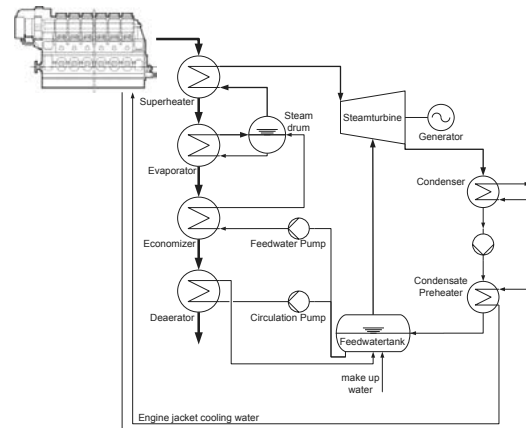 Superheater
Steam
drum
Steamturbine
Generator
Evaporator
Condenser
Economizer
Feedwater Pump
Condensate
Preheater
Deaerator
Circulation Pump
Feedwatertank
make up
water
Engine jacket cooling water